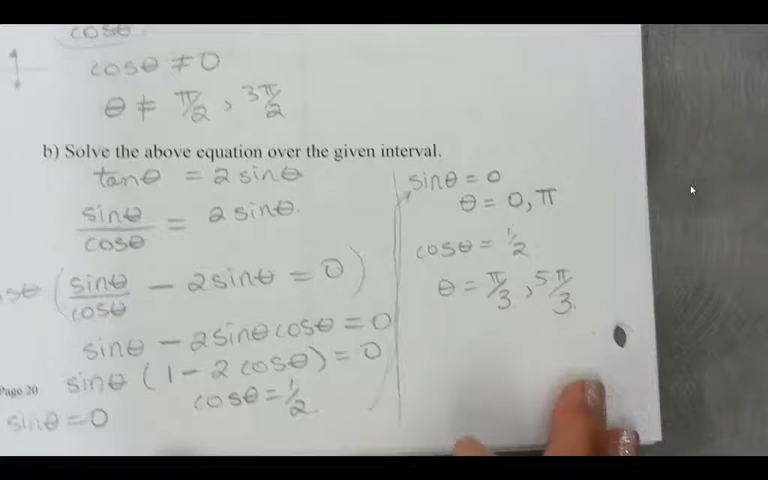 cosθ
cosθ ≠ 0
θ ≠ π/2, 3π/2
b) Solve the above equation over the given interval.
tanθ = 2 sinθ
sinθ/cosθ = 2 sinθ
(sinθ/cosθ - 2sinθ = 0)
sinθ - 2sinθcosθ = 0
sinθ (1 - 2 cosθ) = 0
Page 20
sinθ = 0
cosθ = 1/2
sinθ = 0
θ = 0, π
cosθ = 1/2
θ = π/3, 5π/3.